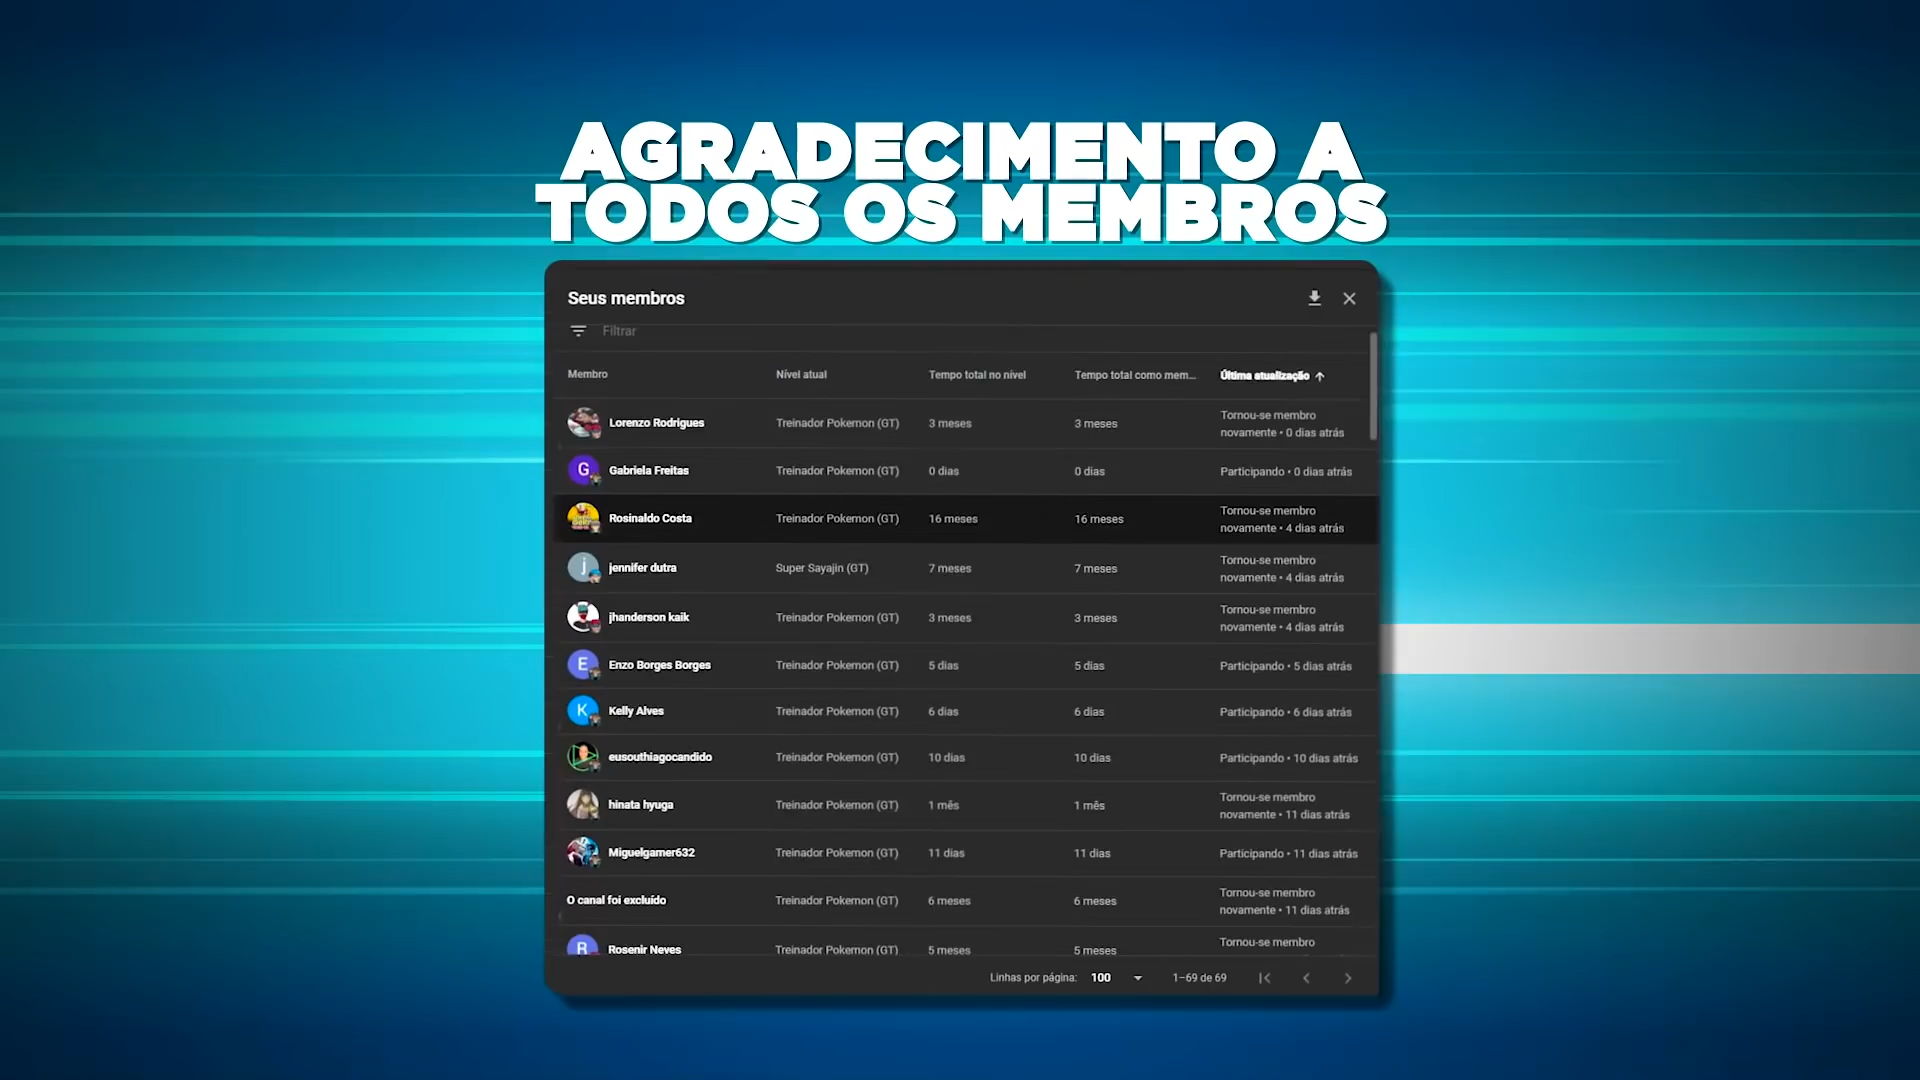 AGRADECIMENTO A
TODOS OS MEMBROS
Seus membros
Filtrar
Membro Nível atual Tempo total no nível Tempo total como mem... Última atualização
Lorenzo Rodrigues Treinador Pokemon (GT) 3 meses 3 meses Tornou-se membro
novamente • 0 dias atrás
G Gabriela Freitas Treinador Pokemon (GT) 0 dias 0 dias Participando • 0 dias atrás
Rosinaldo Costa Treinador Pokemon (GT) 16 meses 16 meses Tornou-se membro
novamente • 4 dias atrás
j jennifer dutra Super Sayajin (GT) 7 meses 7 meses Tornou-se membro
novamente • 4 dias atrás
jhanderson kaik Treinador Pokemon (GT) 3 meses 3 meses Tornou-se membro
novamente • 4 dias atrás
E Enzo Borges Borges Treinador Pokemon (GT) 5 dias 5 dias Participando • 5 dias atrás
K Kelly Alves Treinador Pokemon (GT) 6 dias 6 dias Participando • 6 dias atrás
eusouthiagocandido Treinador Pokemon (GT) 10 dias 10 dias Participando • 10 dias atrás
hinata hyuga Treinador Pokemon (GT) 1 mês 1 mês Tornou-se membro
novamente • 11 dias atrás
Miguelgamer632 Treinador Pokemon (GT) 11 dias 11 dias Participando • 11 dias atrás
O canal foi excluído Treinador Pokemon (GT) 6 meses 6 meses Tornou-se membro
novamente • 11 dias atrás
R Rosenir Neves Treinador Pokemon (GT) 5 meses 5 meses Tornou-se membro
Linhas por página: 100 1–69 de 69